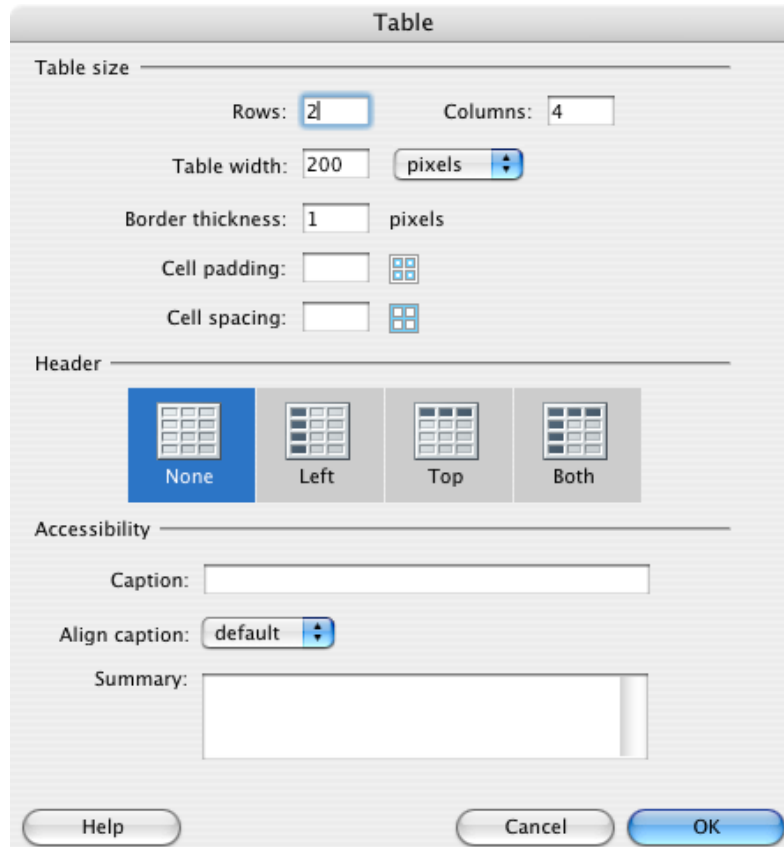 Table
Table size
Rows: 2 Columns: 4
Table width: 200 pixels
Border thickness: 1 pixels
Cell padding:
Cell spacing:
Header
None Left Top Both
Accessibility
Caption:
Align caption: default
Summary:
Help Cancel OK